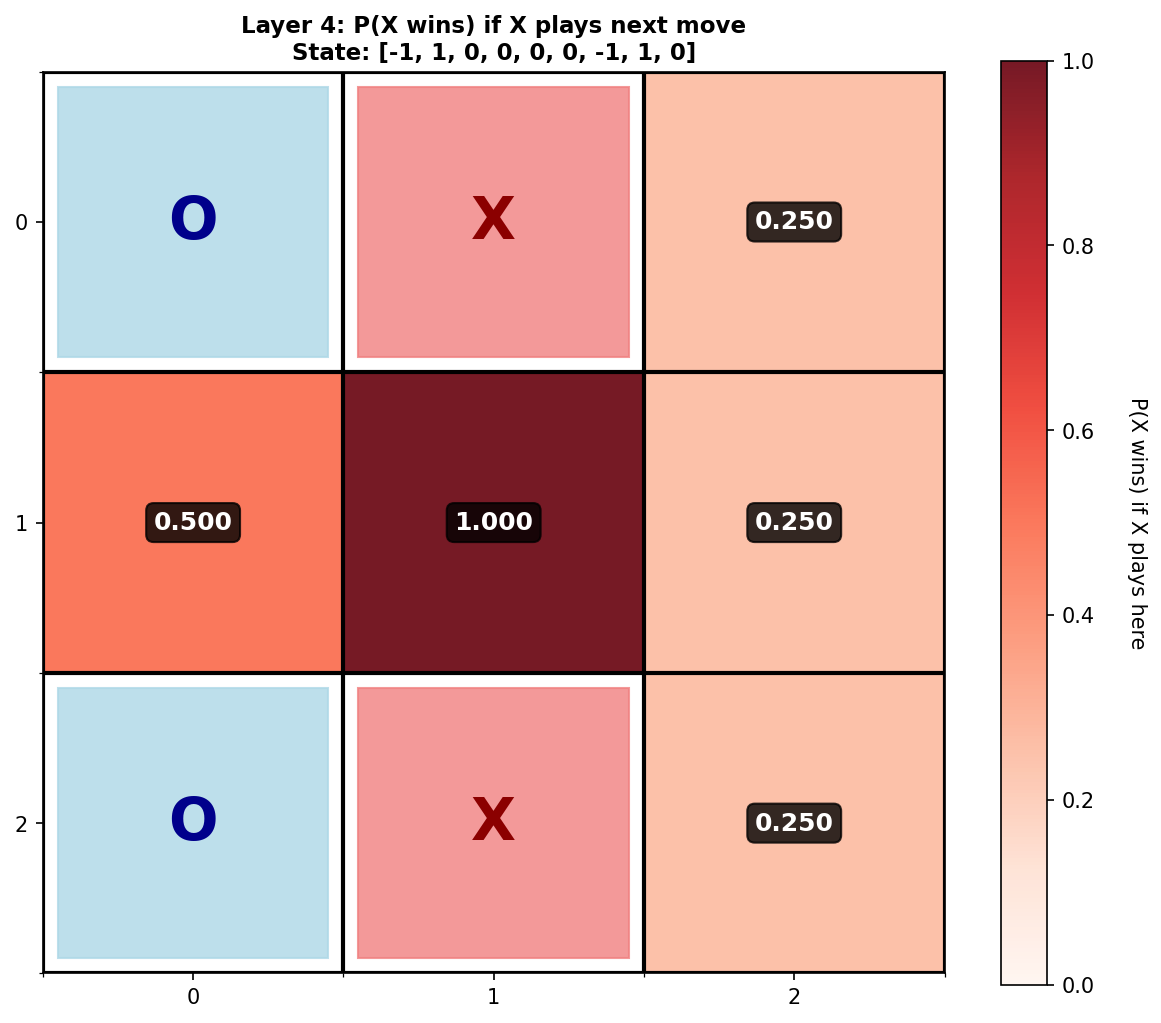 Layer 4: P(X wins) if X plays next move
State: [-1, 1, 0, 0, 0, 0, -1, 1, 0]
0
O
X
0.250
1
0.500
1.000
0.250
2
O
X
0.250
0
1
2
1.0
0.8
0.6
0.4
0.2
0.0
P(X wins) if X plays here